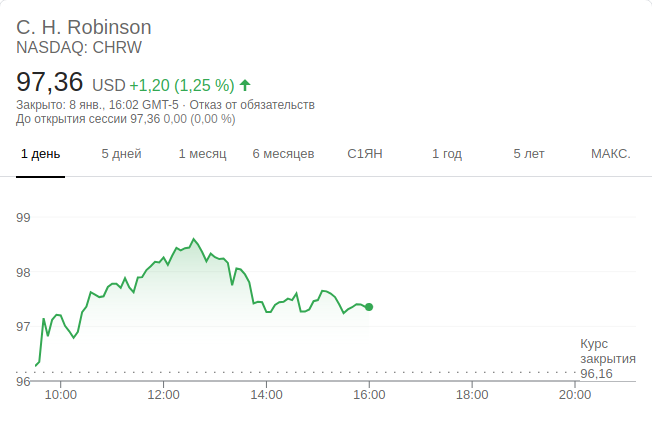 C. H. Robinson
NASDAQ: CHRW
97,36 USD +1,20 (1,25 %)
Закрыто: 8 янв., 16:02 GMT-5 · Отказ от обязательств
До открытия сессии 97,36 0,00 (0,00 %)
1 день 5 дней 1 месяц 6 месяцев С1ЯН 1 год 5 лет МАКС.
99
98
97
Курс
закрытия
96,16
96
10:00 12:00 14:00 16:00 18:00 20:00